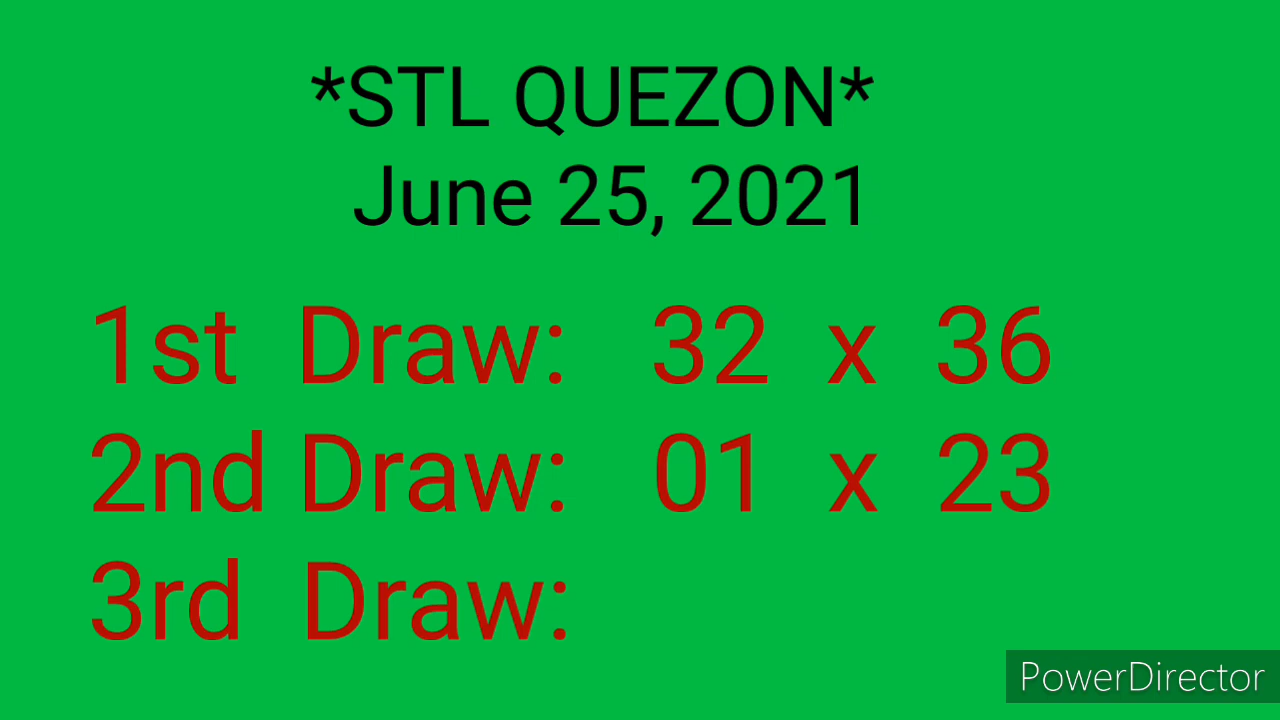 *STL QUEZON*
June 25, 2021
1st Draw: 32 x 36
2nd Draw: 01 x 23
3rd Draw:
PowerDirector